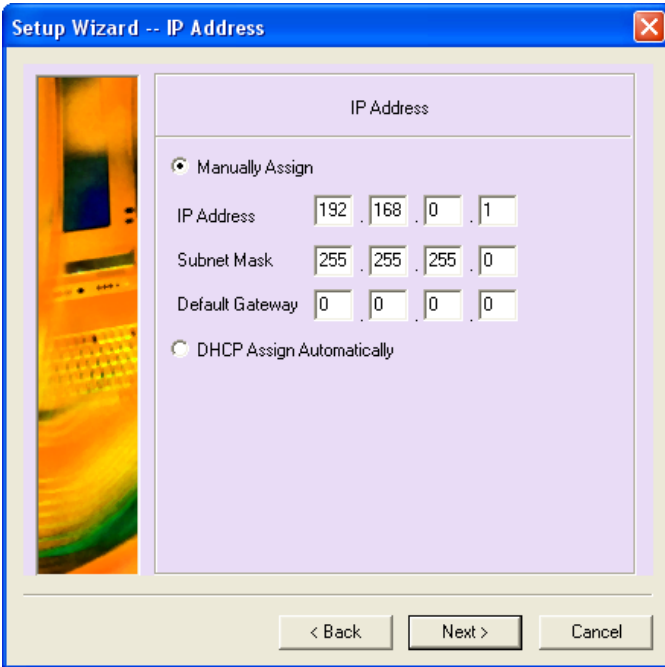 Setup Wizard -- IP Address
IP Address
Manually Assign
IP Address 192 . 168 . 0 . 1
Subnet Mask 255 . 255 . 255 . 0
Default Gateway 0 . 0 . 0 . 0
DHCP Assign Automatically
< Back Next > Cancel